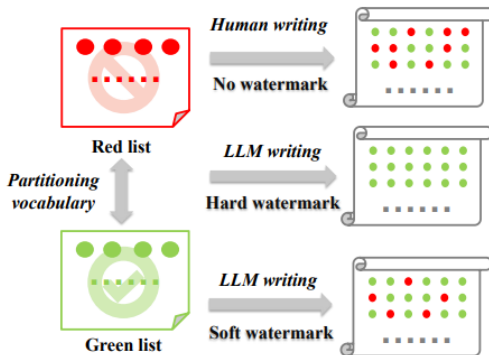 Human writing
No watermark
Red list
Partitioning
vocabulary
LLM writing
Hard watermark
LLM writing
Soft watermark
Green list